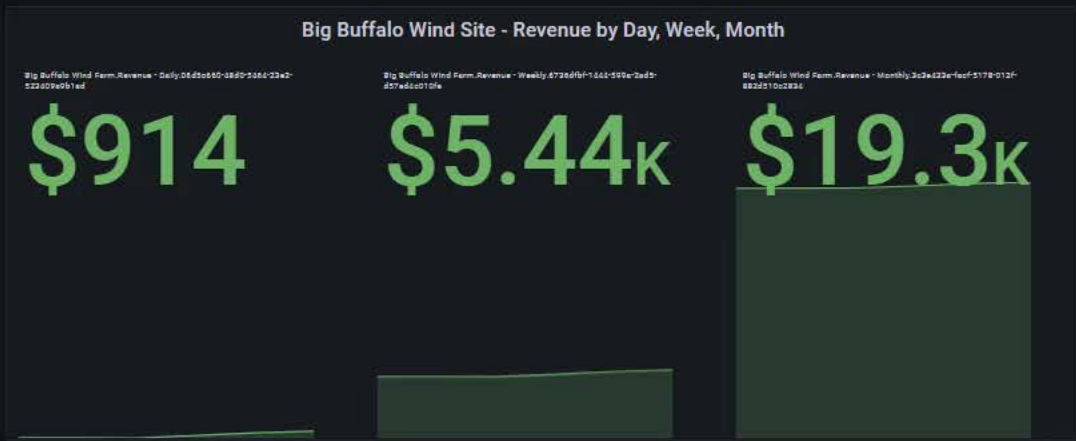 Big Buffalo Wind Site - Revenue by Day, Week, Month
Big Buffalo Wind Farm.Revenue - Daily.
$914
Big Buffalo Wind Farm.Revenue - Weekly.
$5.44K
Big Buffalo Wind Farm.Revenue - Monthly.
$19.3K